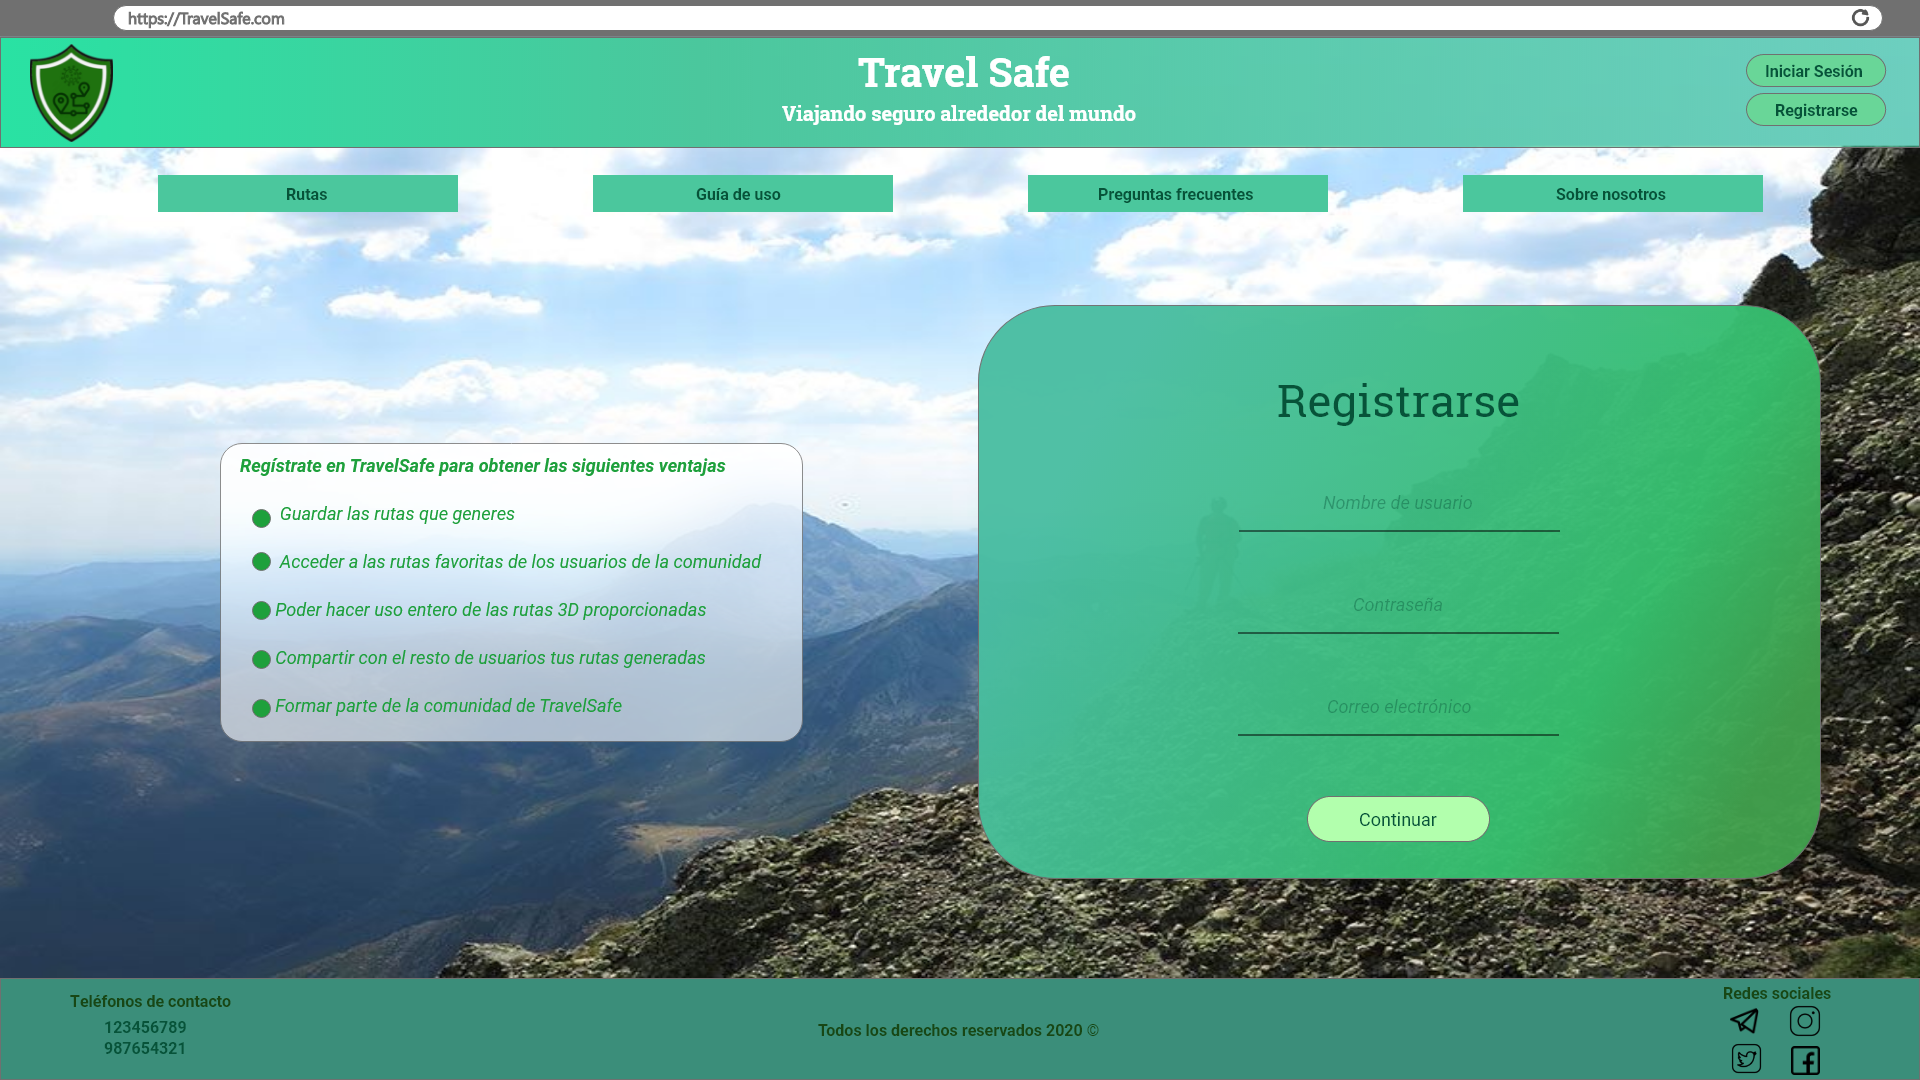 https://TravelSafe.com
Travel Safe
Viajando seguro alrededor del mundo
Iniciar Sesión
Registrarse
Rutas
Guía de uso
Preguntas frecuentes
Sobre nosotros
Regístrate en TravelSafe para obtener las siguientes ventajas
Guardar las rutas que generes
Acceder a las rutas favoritas de los usuarios de la comunidad
Poder hacer uso entero de las rutas 3D proporcionadas
Compartir con el resto de usuarios tus rutas generadas
Formar parte de la comunidad de TravelSafe
Registrarse
Nombre de usuario
Contraseña
Correo electrónico
Continuar
Teléfonos de contacto
123456789
987654321
Todos los derechos reservados 2020 ©
Redes sociales